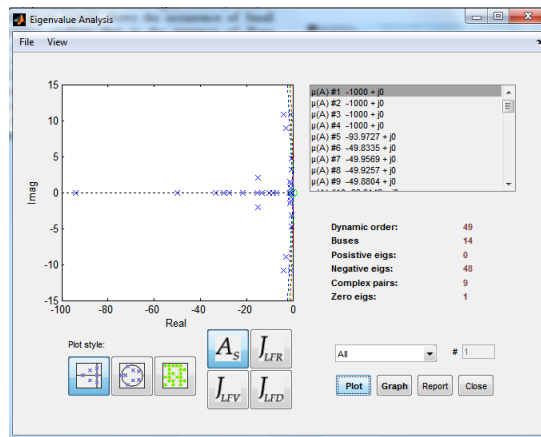 Eigenvalue Analysis
File View
15
10
5
0
-5
-10
-15
Imag
-100 -80 -60 -40 -20 0
Real
µ(A) #1 -1000 + j0
µ(A) #2 -1000 + j0
µ(A) #3 -1000 + j0
µ(A) #4 -1000 + j0
µ(A) #5 -93.9727 + j0
µ(A) #6 -49.8335 + j0
µ(A) #7 -49.9569 + j0
µ(A) #8 -49.9257 + j0
µ(A) #9 -49.8804 + j0
Dynamic order: 49
Buses 14
Posistive eigs: 0
Negative eigs: 48
Complex pairs: 9
Zero eigs: 1
Plot style:
AS JLFR
JLFV JLFD
All # 1
Plot Graph Report Close